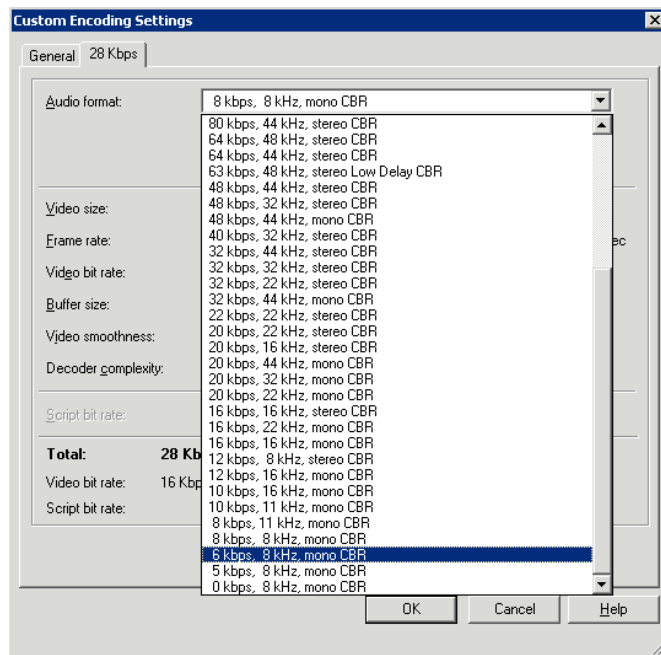 Custom Encoding Settings
General
28 Kbps
Audio format:
8 kbps, 8 kHz, mono CBR
80 kbps, 44 kHz, stereo CBR
64 kbps, 48 kHz, stereo CBR
64 kbps, 44 kHz, stereo CBR
63 kbps, 48 kHz, stereo Low Delay CBR
48 kbps, 44 kHz, stereo CBR
48 kbps, 32 kHz, stereo CBR
48 kbps, 44 kHz, mono CBR
40 kbps, 32 kHz, stereo CBR
32 kbps, 44 kHz, stereo CBR
32 kbps, 32 kHz, stereo CBR
32 kbps, 22 kHz, stereo CBR
32 kbps, 44 kHz, mono CBR
22 kbps, 22 kHz, stereo CBR
20 kbps, 22 kHz, stereo CBR
20 kbps, 16 kHz, stereo CBR
20 kbps, 44 kHz, mono CBR
20 kbps, 32 kHz, mono CBR
20 kbps, 22 kHz, mono CBR
16 kbps, 16 kHz, stereo CBR
16 kbps, 22 kHz, mono CBR
16 kbps, 16 kHz, mono CBR
12 kbps, 8 kHz, stereo CBR
12 kbps, 16 kHz, mono CBR
10 kbps, 16 kHz, mono CBR
10 kbps, 11 kHz, mono CBR
8 kbps, 11 kHz, mono CBR
8 kbps, 8 kHz, mono CBR
6 kbps, 8 kHz, mono CBR
5 kbps, 8 kHz, mono CBR
0 kbps, 8 kHz, mono CBR
Video size:
Frame rate:
ec
Video bit rate:
Buffer size:
Video smoothness:
Decoder complexity:
Script bit rate:
Total: 28 Kb
Video bit rate: 16 Kbp
Script bit rate:
OK
Cancel
Help